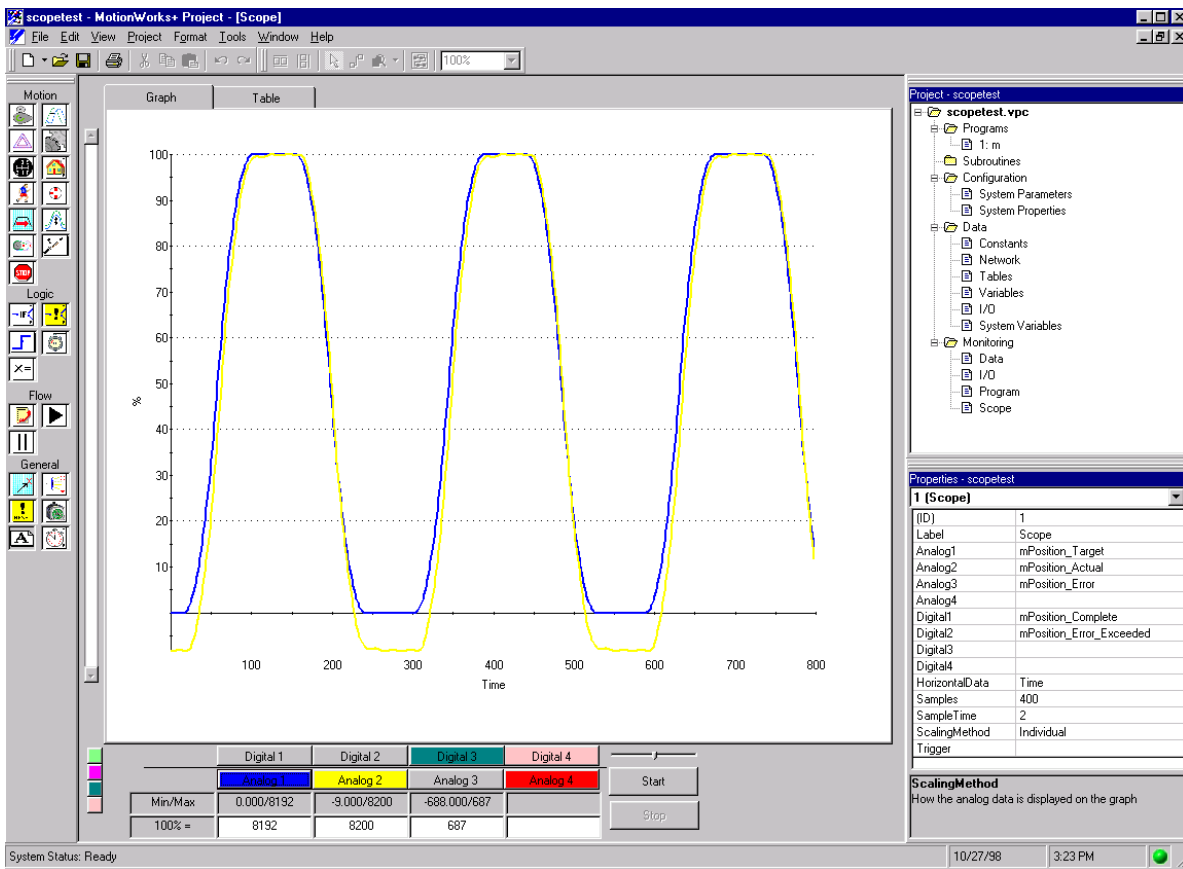 scopetest - MotionWorks+ Project - [Scope]
File Edit View Project Format Tools Window Help
100%
Motion
STOP
Logic
IF
X=
Flow
General
A
Graph Table
100
90
80
70
60
50
40
30
20
10
%
100 200 300 400 500 600 700 800
Time
Digital 1 Digital 2 Digital 3 Digital 4
Analog 1 Analog 2 Analog 3 Analog 4
Start
Min/Max 0.000/8192 -9.000/8200 -688.000/687
Stop
100% = 8192 8200 687
Project - scopetest
scopetest.vpc
Programs
1: m
Subroutines
Configuration
System Parameters
System Properties
Data
Constants
Network
Tables
Variables
I/O
System Variables
Monitoring
Data
I/O
Program
Scope
Properties - scopetest
1 (Scope)
(ID) 1
Label Scope
Analog1 mPosition_Target
Analog2 mPosition_Actual
Analog3 mPosition_Error
Analog4
Digital1 mPosition_Complete
Digital2 mPosition_Error_Exceeded
Digital3
Digital4
HorizontalData Time
Samples 400
SampleTime 2
ScalingMethod Individual
Trigger
ScalingMethod
How the analog data is displayed on the graph
System Status: Ready
10/27/98 3:23 PM